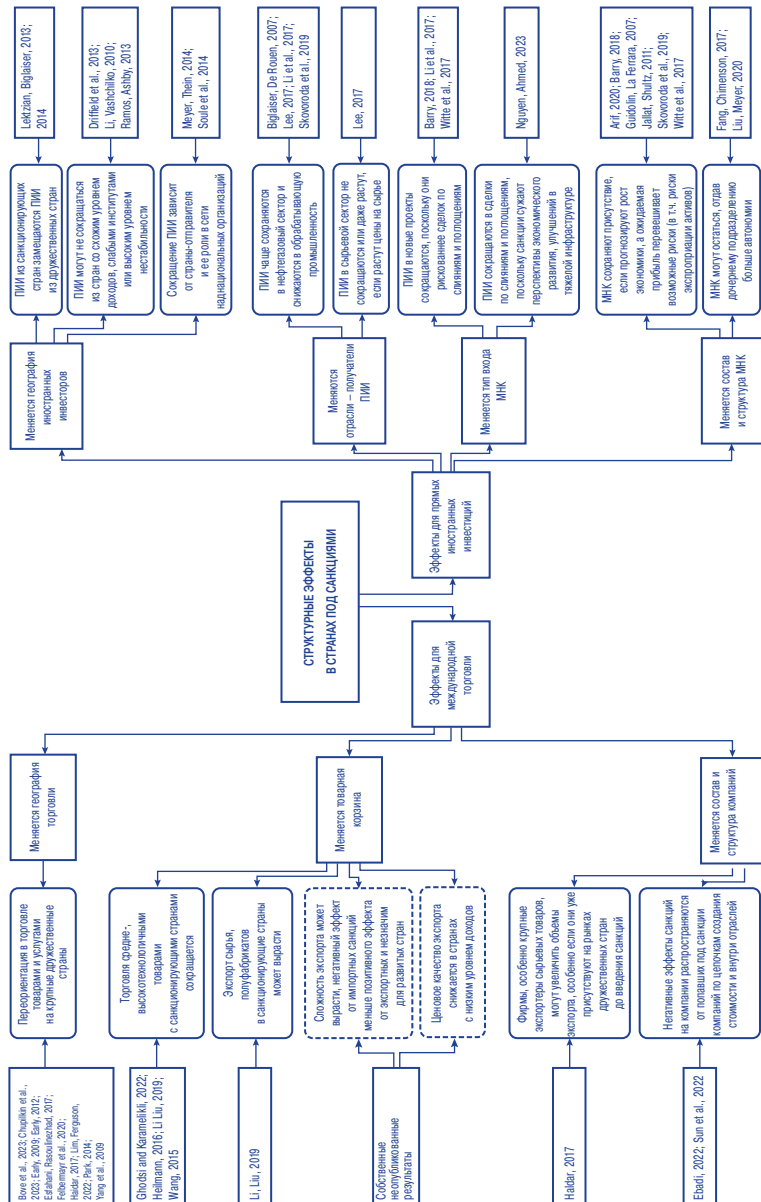 СТРУКТУРНЫЕ ЭФФЕКТЫ
В СТРАНАХ ПОД САНКЦИЯМИ
Эффекты для
международной
торговли
Эффекты для прямых
иностранных
инвестиций
Меняется география
торговли
Переориентация в торговле
товарами и услугами
на крупные дружественные
страны
Bove et al., 2023; Chupilkin et al.,
2023; Early, 2009; Early, 2012;
Esfahani, Rasoulinezhad, 2017;
Felbermayr et al., 2020;
Haidar, 2017; Lim, Ferguson,
2022; Park, 2014;
Yang et al., 2009
Меняется товарная
корзина
Торговля средне-,
высокотехнологичными
товарами
с санкционирующими странами
сокращается
Ghodsi and Karamelikli, 2022;
Heilmann, 2016; Li Liu, 2019;
Wang, 2015
Экспорт сырья,
полуфабрикатов
в санкционирующие страны
может вырасти
Li, Liu, 2019
Сложность экспорта может
вырасти, негативный эффект
от импортных санкций
меньше позитивного эффекта
от экспортных и незначим
для развитых стран
Ценовое качество экспорта
снижается в странах
с низким уровнем доходов
Собственные
неопубликованные
результаты
Меняется состав и
структура компаний
Фирмы, особенно крупные
экспортеры сырьевых товаров,
могут увеличить объемы
экспорта, особенно если они уже
присутствуют на рынках
дружественных стран
до введения санкций
Haidar, 2017
Негативные эффекты санкций
на компании распространяются
от попавших под санкции
компаний по цепочкам создания
стоимости и внутри отраслей
Ebadi, 2022; Sun et al., 2022
Меняется география
иностранных
инвесторов
ПИИ из санкционирующих
стран замещаются ПИИ
из дружественных стран
Lektzian, Biglaiser, 2013;
2014
ПИИ могут не сокращаться
из стран со схожим уровнем
доходов, слабыми институтами
или высоким уровнем
нестабильности
Driffield et al., 2013;
Li, Vashchilko, 2010;
Ramos, Ashby, 2013
Сокращение ПИИ зависит
от страны-отправителя
и ее роли в сети
наднациональных организаций
Meyer, Thein, 2014;
Soule et al., 2014
Меняются
отрасли – получатели
ПИИ
ПИИ чаще сохраняются
в нефтегазовый сектор и
снижаются в обрабатывающую
промышленность
Biglaiser, De Rouen, 2007;
Lee, 2017; Li et al., 2017;
Skovoroda et al., 2019
ПИИ в сырьевой сектор не
сокращаются или даже растут,
если растут цены на сырье
Lee, 2017
Меняется тип входа
МНК
ПИИ в новые проекты
сокращаются, поскольку они
рискованнее сделок по
слияниям и поглощениям
Barry, 2018; Li et al., 2017;
Witte et al., 2017
ПИИ сокращаются в сделки
по слияниям и поглощениям,
поскольку санкции сужают
перспективы экономического
развития, улучшений в
тяжелой инфраструктуре
Nguyen, Ahmed, 2023
Меняется состав
и структура МНК
МНК сохраняют присутствие,
если прогнозируют рост
экономики, а ожидаемая
прибыль перевешивает
возможные риски (в т.ч. риски
экспроприации активов)
Arif, 2020; Barry, 2018;
Guidolin, La Ferrara, 2007;
Jallat, Shultz, 2011;
Skovoroda et al., 2019;
Witte et al., 2017
МНК могут остаться, отдав
дочернему подразделению
больше автономии
Fang, Chimenson, 2017;
Liu, Meyer, 2020